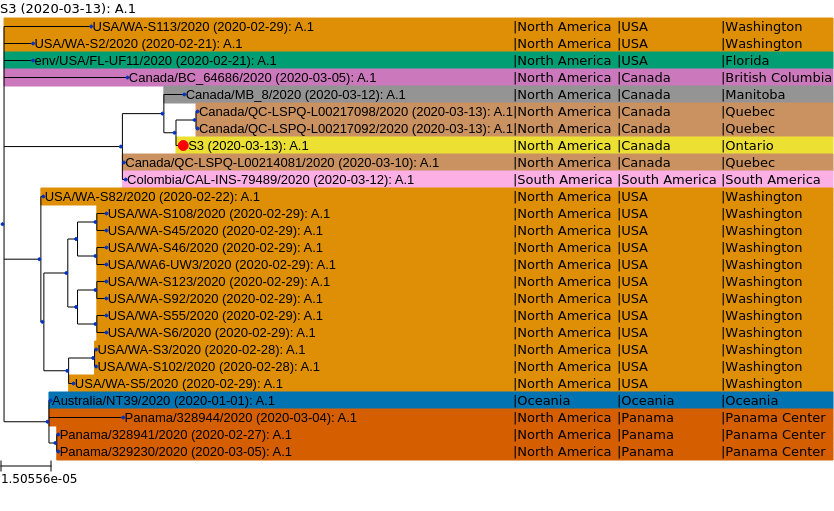 S3 (2020-03-13): A.1
USA/WA-S113/2020 (2020-02-29): A.1 |North America |USA |Washington
USA/WA-S2/2020 (2020-02-21): A.1 |North America |USA |Washington
env/USA/FL-UF11/2020 (2020-02-21): A.1 |North America |USA |Florida
Canada/BC_64686/2020 (2020-03-05): A.1 |North America |Canada |British Columbia
Canada/MB_8/2020 (2020-03-12): A.1 |North America |Canada |Manitoba
Canada/QC-LSPQ-L00217098/2020 (2020-03-13): A.1 |North America |Canada |Quebec
Canada/QC-LSPQ-L00217092/2020 (2020-03-13): A.1 |North America |Canada |Quebec
S3 (2020-03-13): A.1 |North America |Canada |Ontario
Canada/QC-LSPQ-L00214081/2020 (2020-03-10): A.1 |North America |Canada |Quebec
Colombia/CAL-INS-79489/2020 (2020-03-12): A.1 |South America |South America |South America
USA/WA-S82/2020 (2020-02-22): A.1 |North America |USA |Washington
USA/WA-S108/2020 (2020-02-29): A.1 |North America |USA |Washington
USA/WA-S45/2020 (2020-02-29): A.1 |North America |USA |Washington
USA/WA-S46/2020 (2020-02-29): A.1 |North America |USA |Washington
USA/WA6-UW3/2020 (2020-02-29): A.1 |North America |USA |Washington
USA/WA-S123/2020 (2020-02-29): A.1 |North America |USA |Washington
USA/WA-S92/2020 (2020-02-29): A.1 |North America |USA |Washington
USA/WA-S55/2020 (2020-02-29): A.1 |North America |USA |Washington
USA/WA-S6/2020 (2020-02-29): A.1 |North America |USA |Washington
USA/WA-S3/2020 (2020-02-28): A.1 |North America |USA |Washington
USA/WA-S102/2020 (2020-02-28): A.1 |North America |USA |Washington
USA/WA-S5/2020 (2020-02-29): A.1 |North America |USA |Washington
Australia/NT39/2020 (2020-01-01): A.1 |Oceania |Oceania |Oceania
Panama/328944/2020 (2020-03-04): A.1 |North America |Panama |Panama Center
Panama/328941/2020 (2020-02-27): A.1 |North America |Panama |Panama Center
Panama/329230/2020 (2020-03-05): A.1 |North America |Panama |Panama Center
1.50556e-05